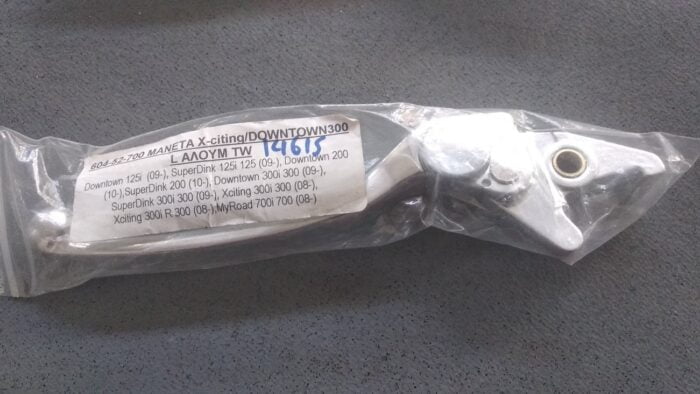 604-52-700 MANETA X-citing/DOWNTOWN300
L ΑΛΟΥΜ TW 14615
Downtown 125i (09-), SuperDink 125i 125 (09-), Downtown 200
(10-),SuperDink 200 (10-), Downtown 300i 300 (09-),
SuperDink 300i 300 (09-), Xciting 300i 300 (08-),
Xciting 300i R 300 (08-),MyRoad 700i 700 (08-)